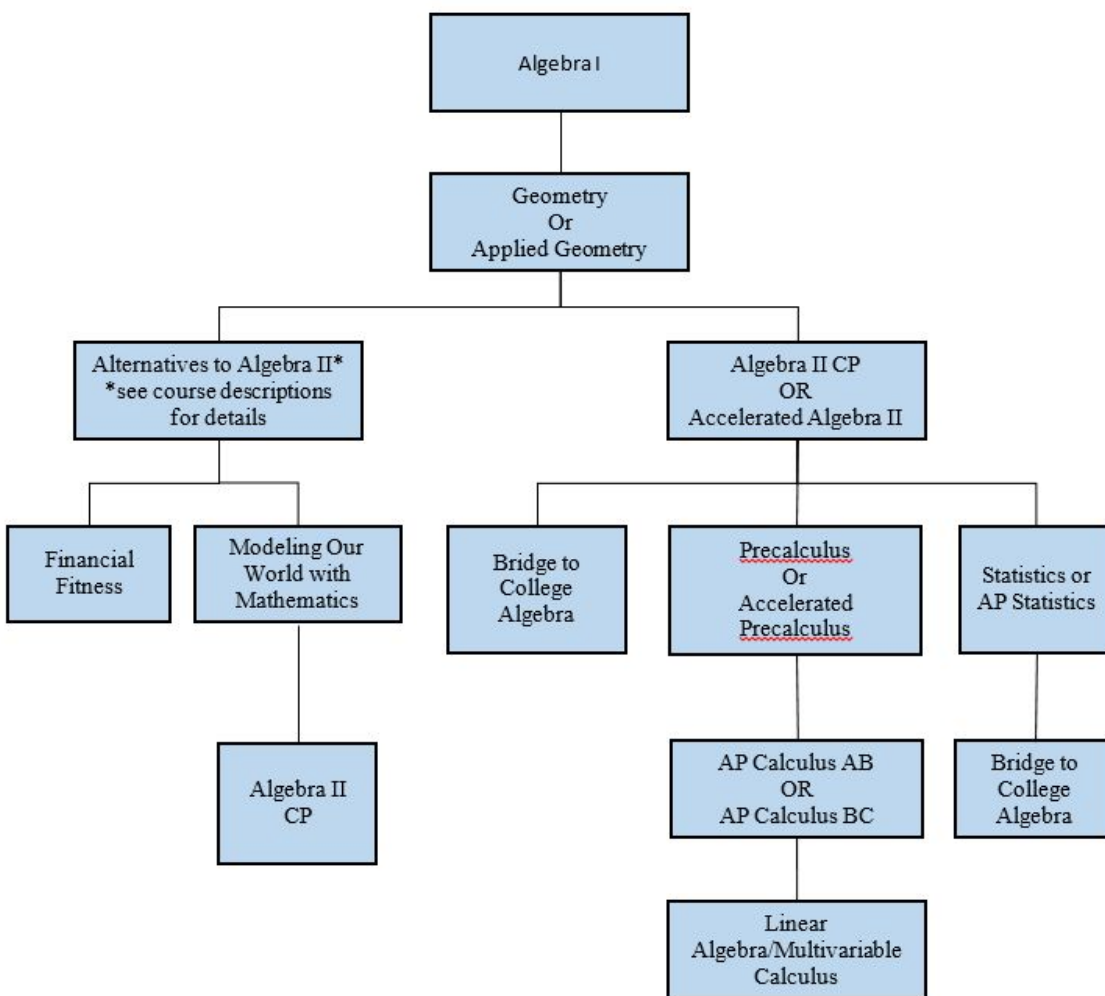 Algebra I
Geometry
Or
Applied Geometry
Alternatives to Algebra II*
*see course descriptions
for details
Algebra II CP
OR
Accelerated Algebra II
Financial
Fitness
Modeling Our
World with
Mathematics
Bridge to
College
Algebra
Precalculus
Or
Accelerated
Precalculus
Statistics or
AP Statistics
Algebra II
CP
AP Calculus AB
OR
AP Calculus BC
Bridge to
College
Algebra
Linear
Algebra/Multivariable
Calculus